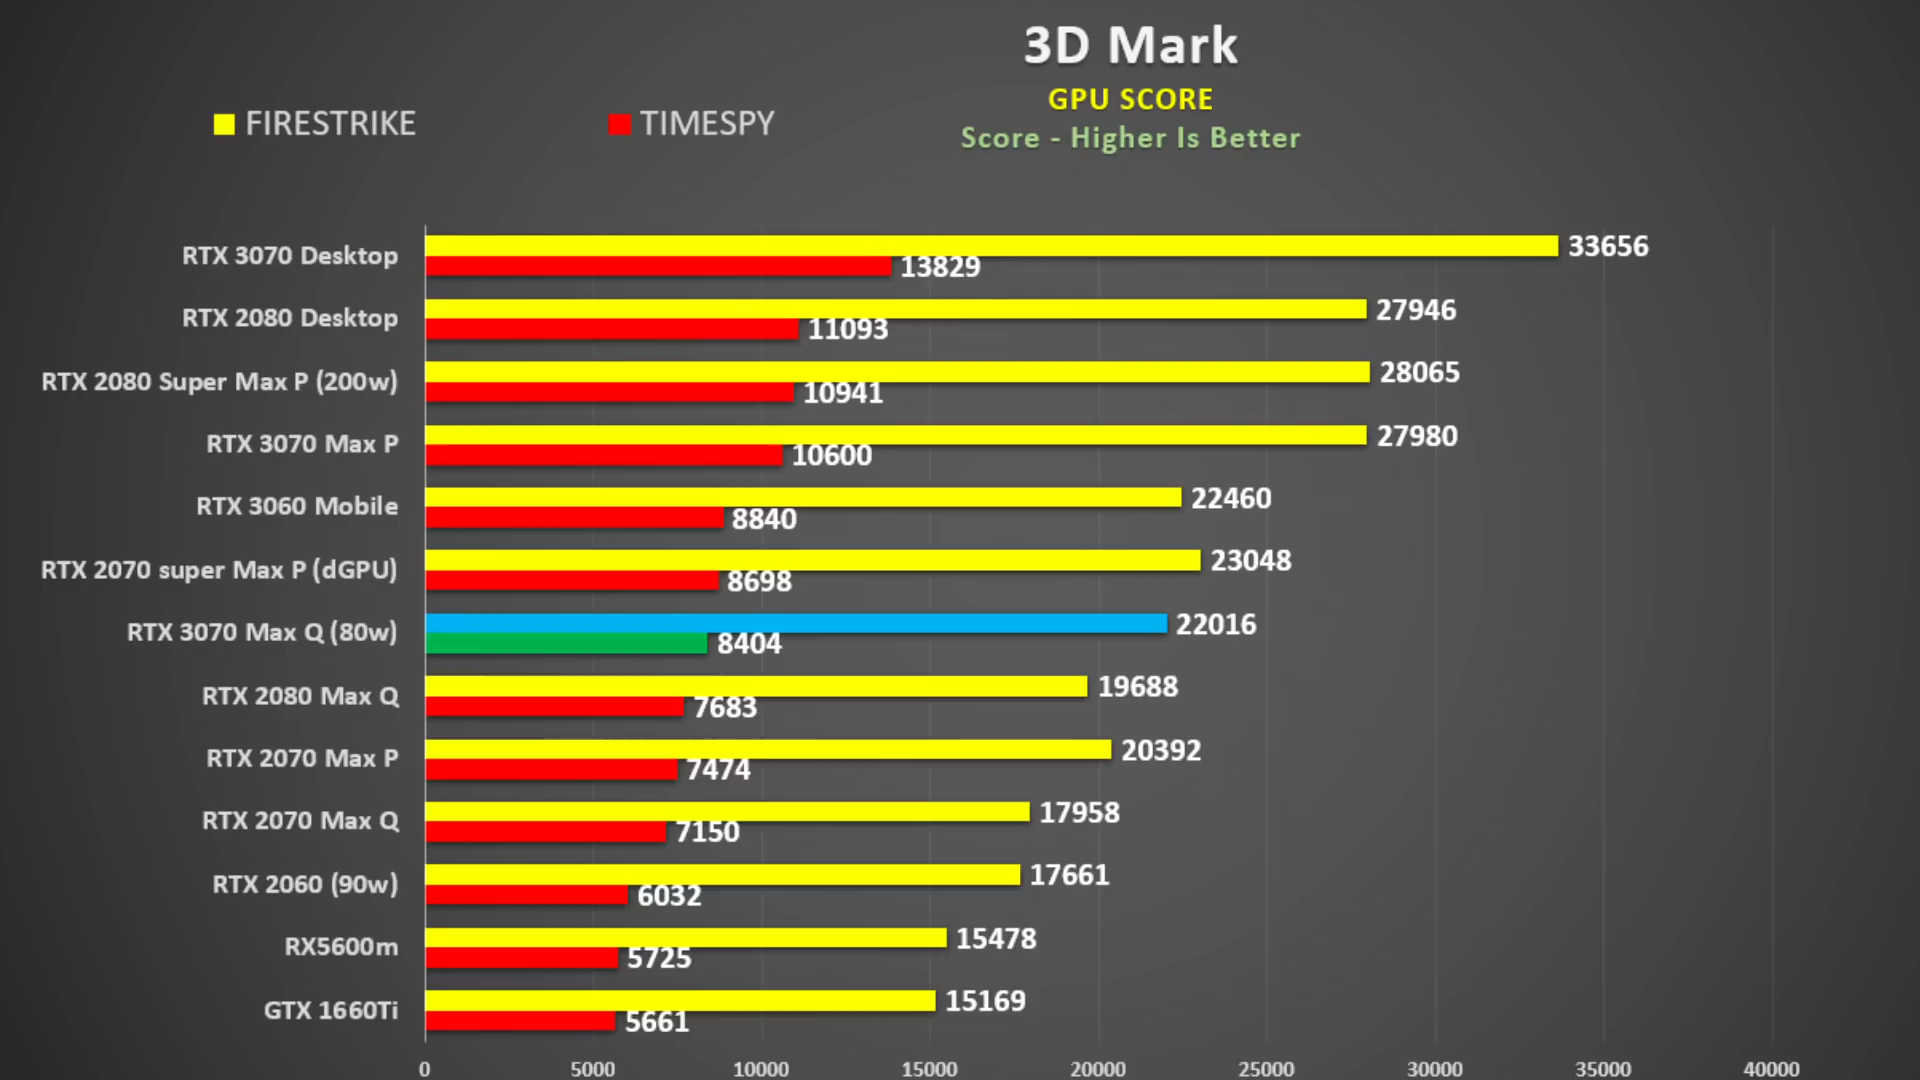 3D Mark
GPU SCORE
Score - Higher Is Better
FIRESTRIKE
TIMESPY
RTX 3070 Desktop
33656
13829
RTX 2080 Desktop
27946
11093
RTX 2080 Super Max P (200w)
28065
10941
RTX 3070 Max P
27980
10600
RTX 3060 Mobile
22460
8840
RTX 2070 super Max P (dGPU)
23048
8698
RTX 3070 Max Q (80w)
22016
8404
RTX 2080 Max Q
19688
7683
RTX 2070 Max P
20392
7474
RTX 2070 Max Q
17958
7150
RTX 2060 (90w)
17661
6032
RX5600m
15478
5725
GTX 1660Ti
15169
5661
0 5000 10000 15000 20000 25000 30000 35000 40000